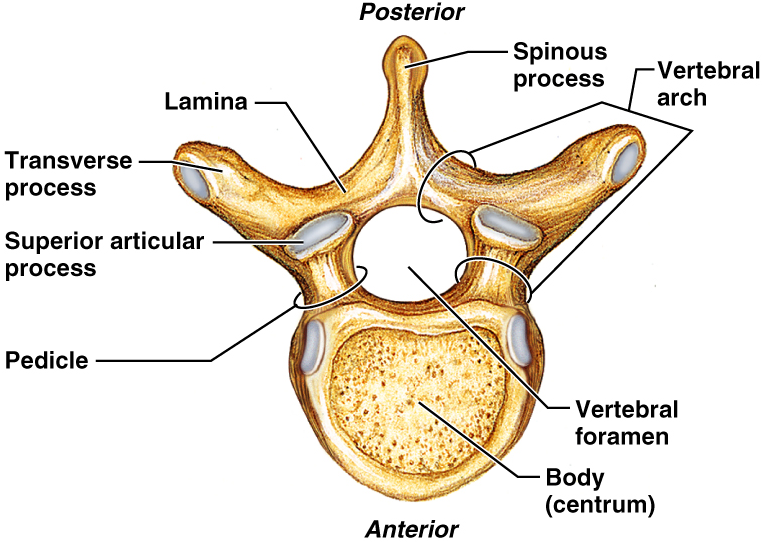 Posterior
Spinous
process
Vertebral
arch
Lamina
Transverse
process
Superior articular
process
Pedicle
Vertebral
foramen
Body
(centrum)
Anterior